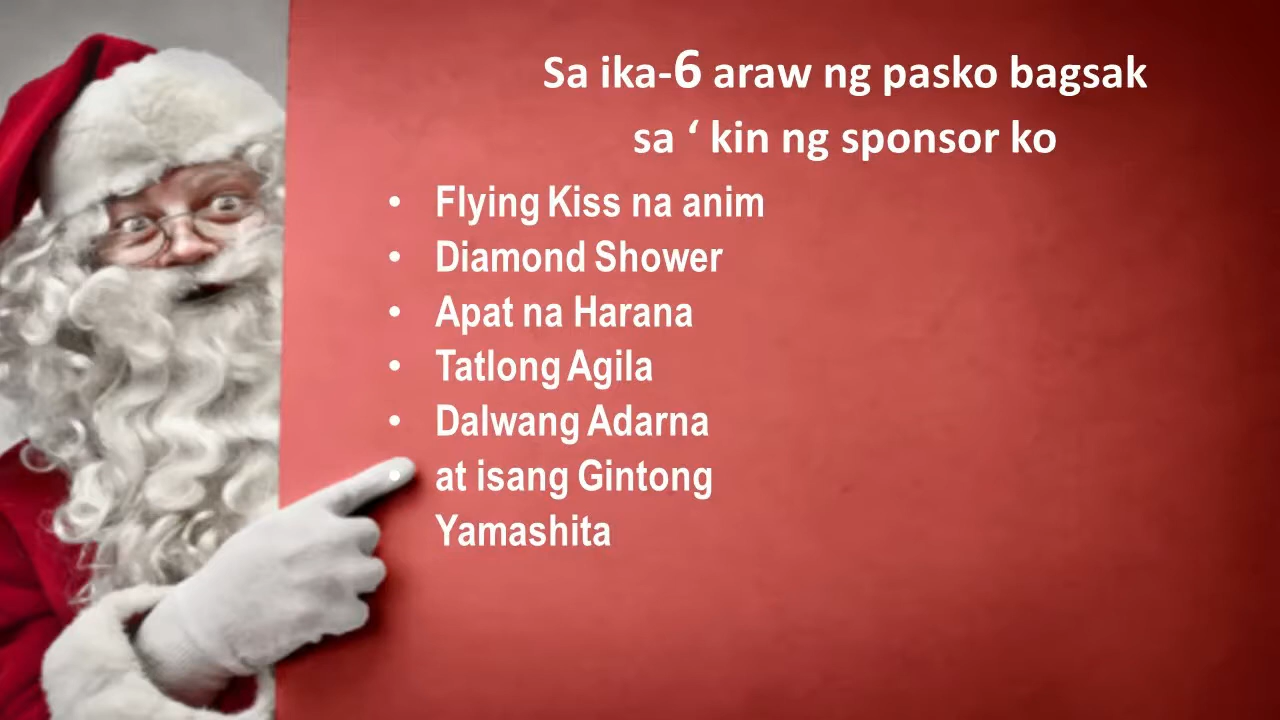 Sa ika-6 araw ng pasko bagsak
sa ‘ kin ng sponsor ko
• Flying Kiss na anim
• Diamond Shower
• Apat na Harana
• Tatlong Agila
• Dalwang Adarna
• at isang Gintong
Yamashita